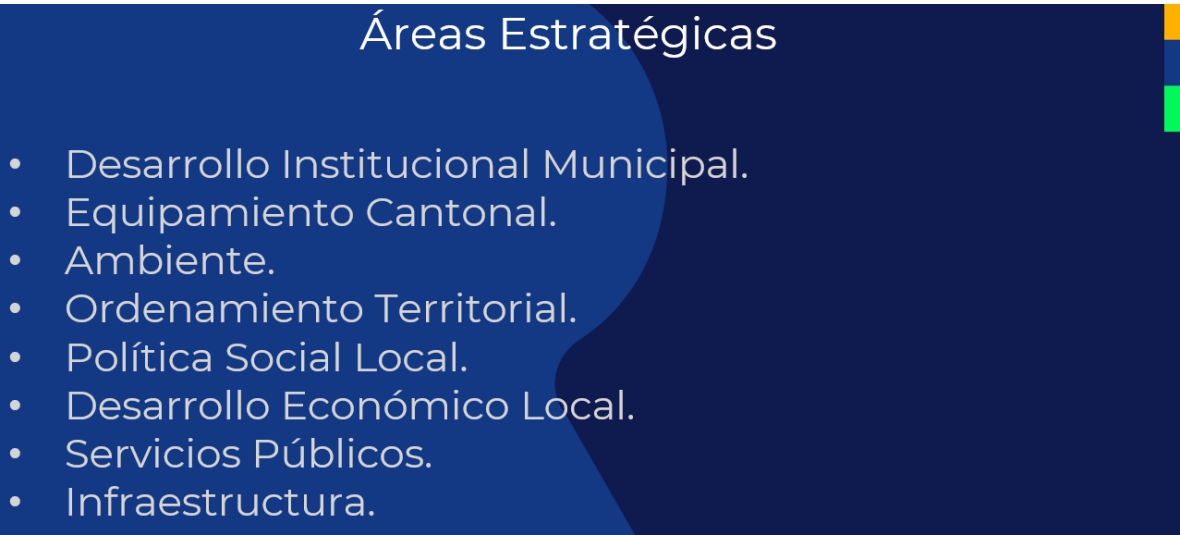 Áreas Estratégicas
• Desarrollo Institucional Municipal.
• Equipamiento Cantonal.
• Ambiente.
• Ordenamiento Territorial.
• Política Social Local.
• Desarrollo Económico Local.
• Servicios Públicos.
• Infraestructura.